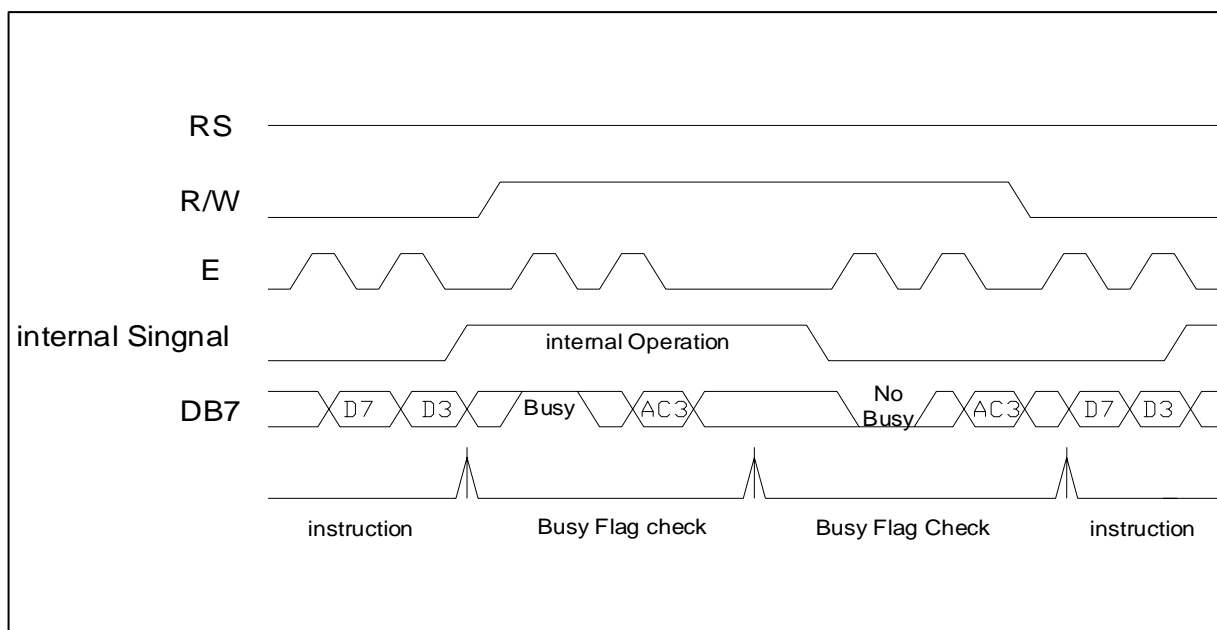 RS
R/W
E
internal Singnal
internal Operation
DB7
D7 D3 Busy AC3 No Busy AC3 D7 D3
instruction Busy Flag check Busy Flag Check instruction